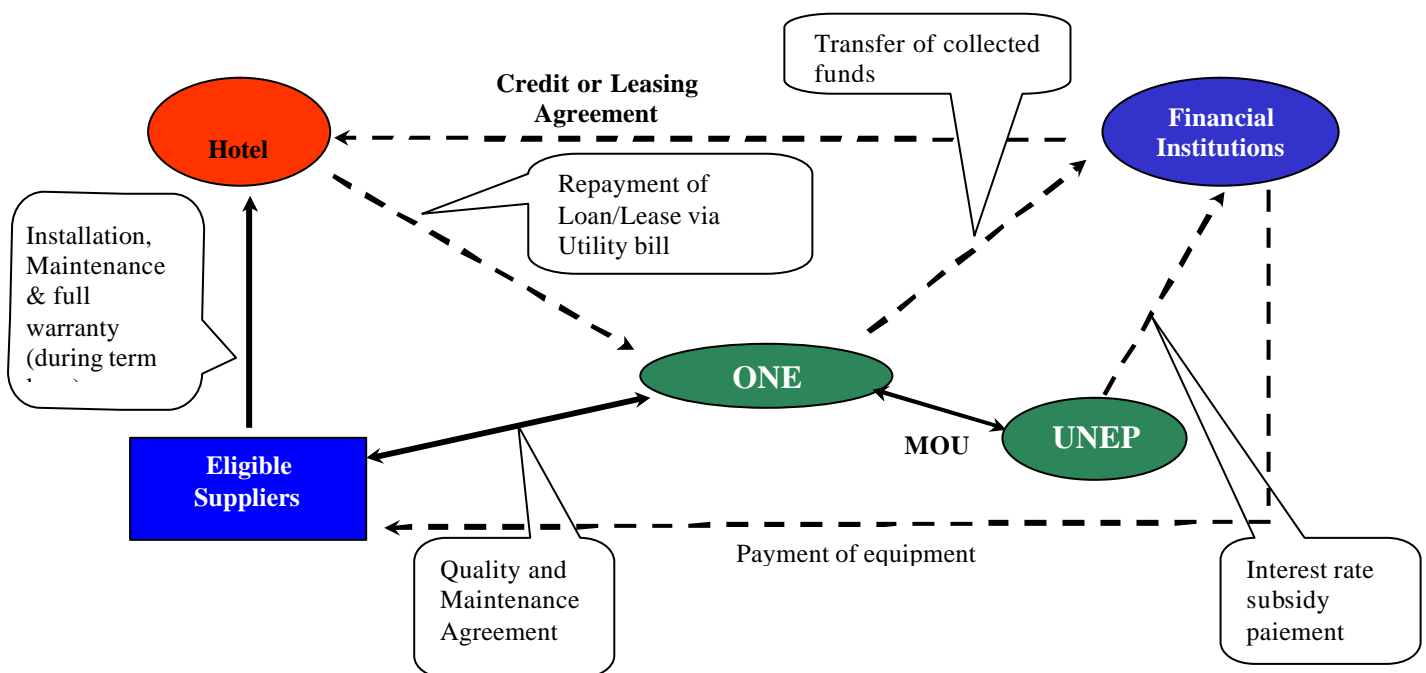 Transfer of collected
funds
Credit or Leasing
Agreement
Financial
Institutions
Hotel
Repayment of
Loan/Lease via
Utility bill
Installation,
Maintenance
& full
warranty
(during term
ONE
MOU
UNEP
Eligible
Suppliers
Payment of equipment
Quality and
Maintenance
Agreement
Interest rate
subsidy
paiement